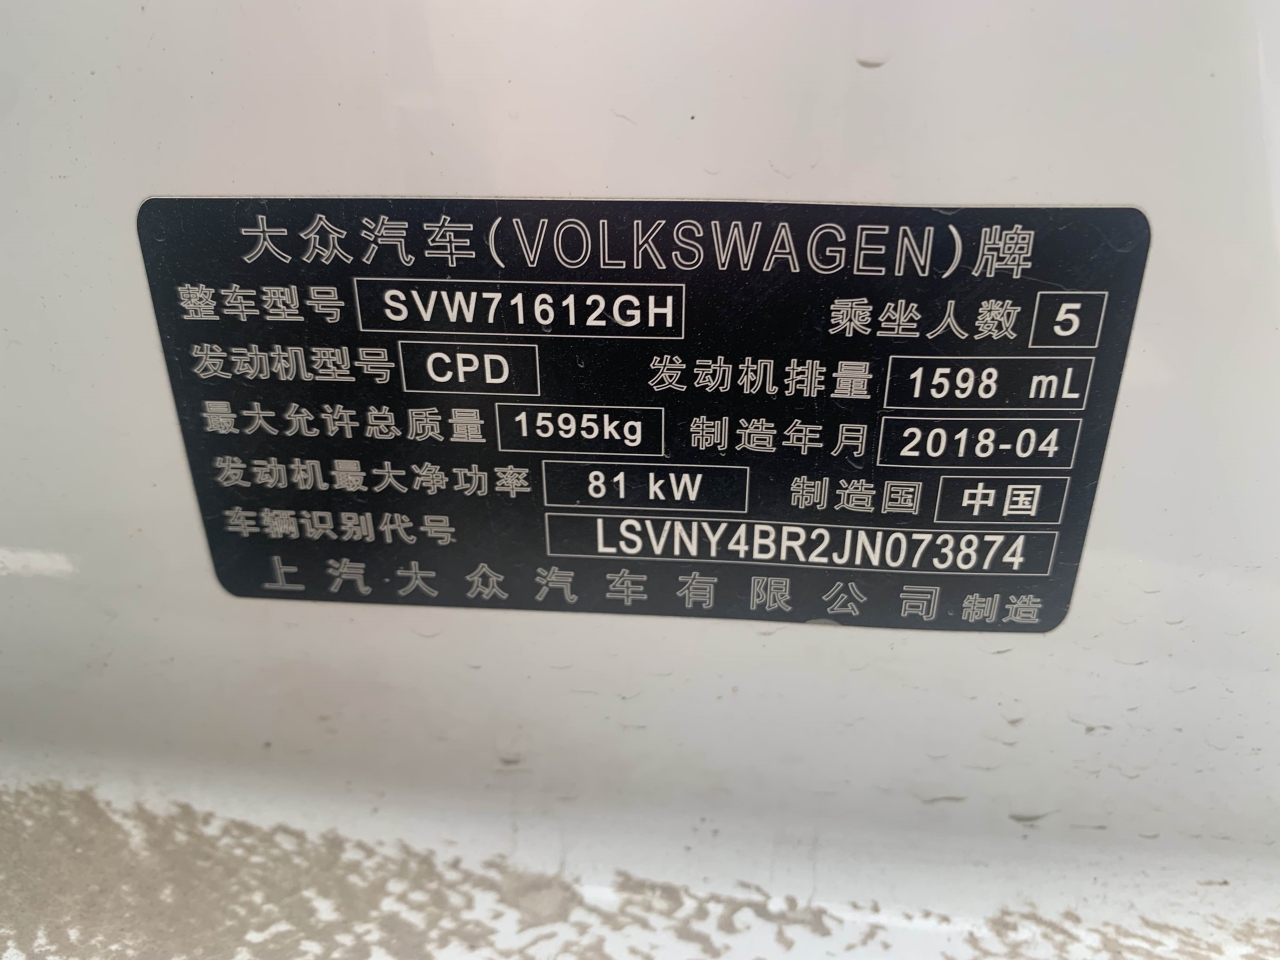 大众汽车(VOLKSWAGEN)牌
整车型号 SVW71612GH 乘坐人数 5
发动机型号 CPD 发动机排量 1598 mL
最大允许总质量 1595kg 制造年月 2018-04
发动机最大净功率 81 kW 制造国 中国
车辆识别代号 LSVNY4BR2JN073874
上汽大众汽车有限公司 制造